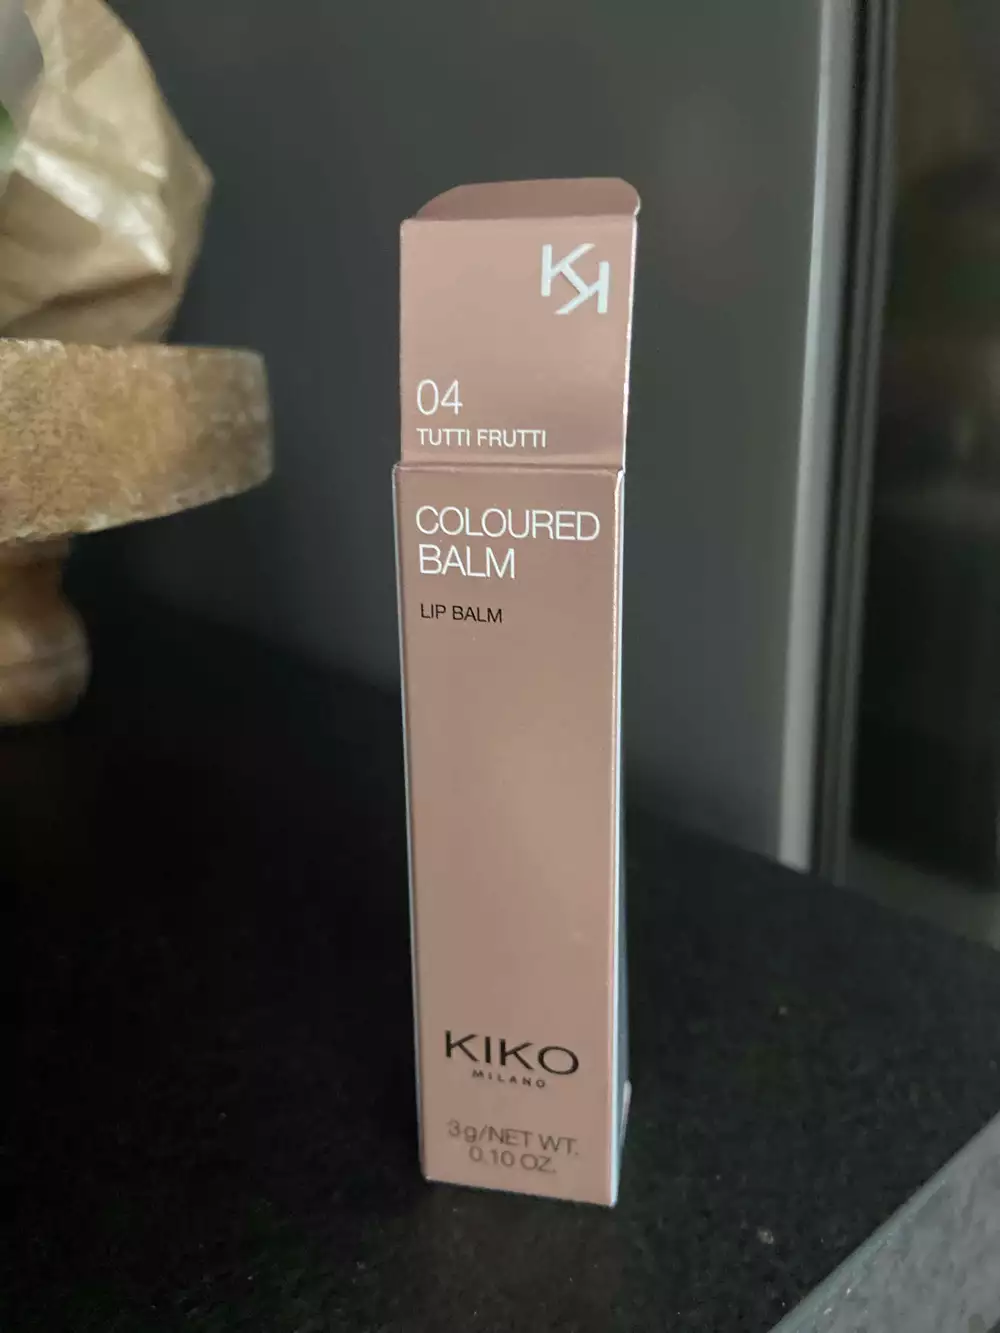 KK
04
TUTTI FRUTTI
COLOURED
BALM
LIP BALM
KIKO
MILANO
3g/NET WT.
0.10 OZ.